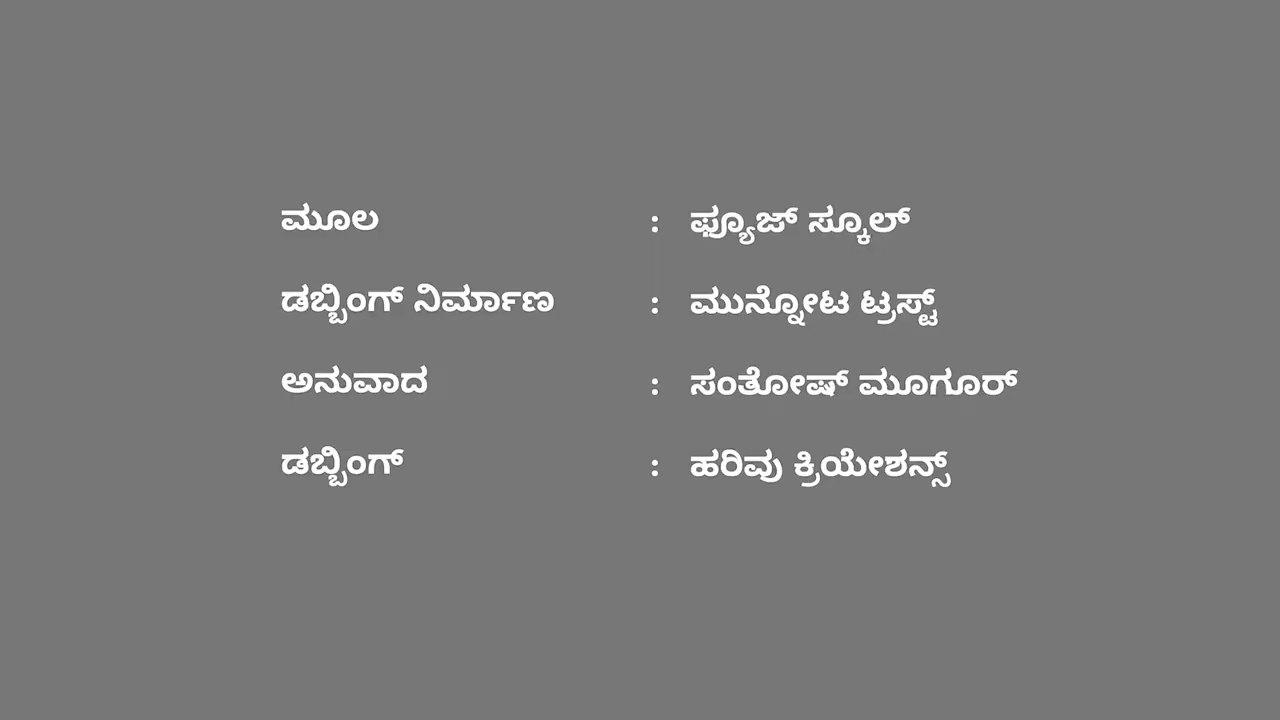 ಮೂಲ : ಫ್ಯೂಜ್ ಸ್ಕೂಲ್
ಡಬ್ಬಿಂಗ್ ನಿರ್ಮಾಣ : ಮುನ್ನೋಟ ಟ್ರಸ್ಟ್
ಅನುವಾದ : ಸಂತೋಷ್ ಮೂಗೂರ್
ಡಬ್ಬಿಂಗ್ : ಹರಿವು ಕ್ರಿಯೇಶನ್ಸ್